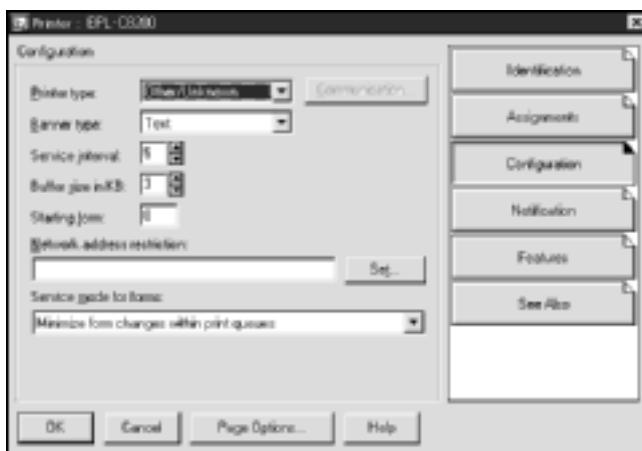 Printer : EPL-C8200
Configuration
Printer type: Other/Unknown Communication...
Banner type: Text
Service interval: 5
Buffer size in KB: 3
Starting form: 0
Network address restriction:
Set...
Service mode for forms:
Minimize form changes within print queues
OK Cancel Page Options... Help
Identification
Assignments
Configuration
Notification
Features
See Also